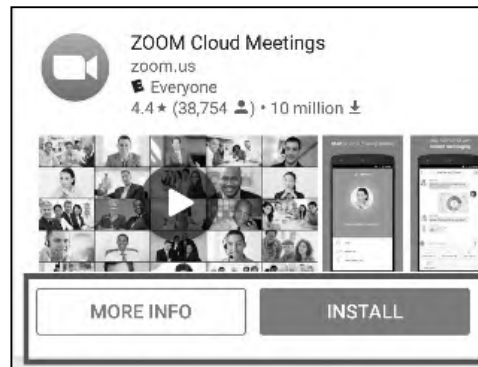 ZOOM Cloud Meetings
zoom.us
E Everyone
4.4★ (38,754 👤) • 10 million ⬇
MORE INFO
INSTALL